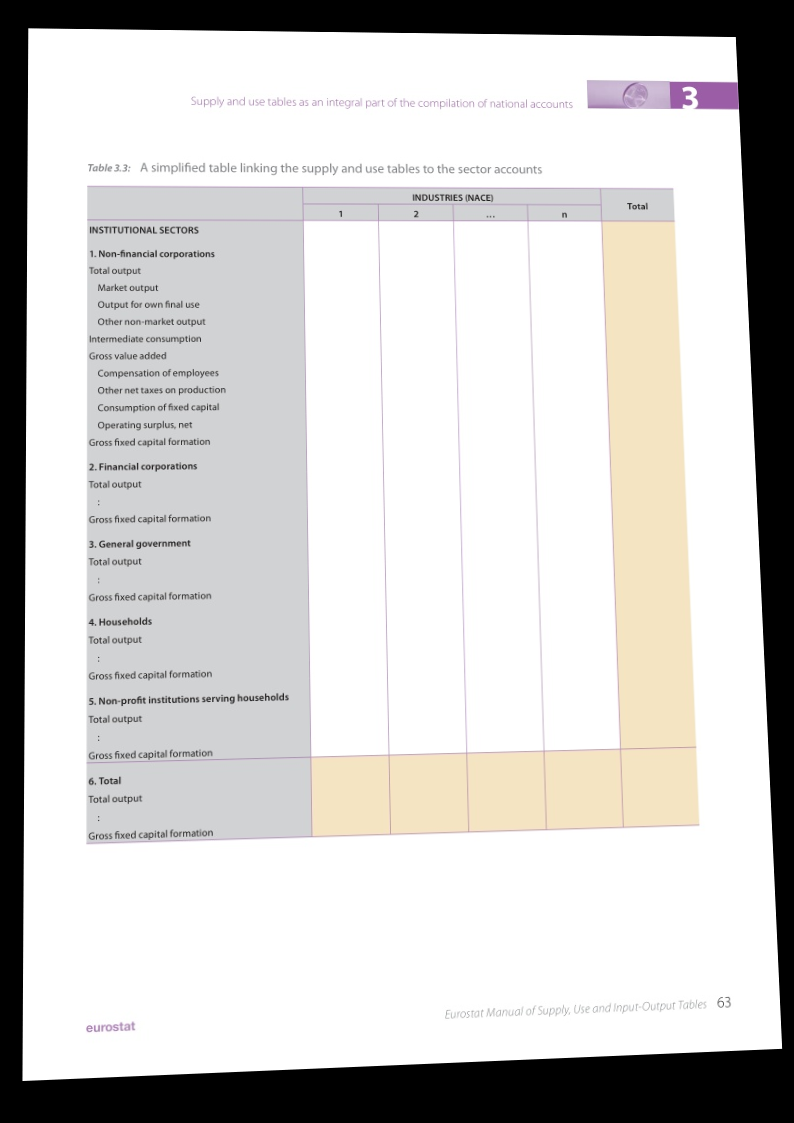 Supply and use tables as an integral part of the compilation of national accounts
3
Table 3.3: A simplified table linking the supply and use tables to the sector accounts
INDUSTRIES (NACE)
Total
1 2 ... n
INSTITUTIONAL SECTORS
1. Non-financial corporations
Total output
Market output
Output for own final use
Other non-market output
Intermediate consumption
Gross value added
Compensation of employees
Other net taxes on production
Consumption of fixed capital
Operating surplus, net
Gross fixed capital formation
2. Financial corporations
Total output
:
Gross fixed capital formation
3. General government
Total output
:
Gross fixed capital formation
4. Households
Total output
:
Gross fixed capital formation
5. Non-profit institutions serving households
Total output
:
Gross fixed capital formation
6. Total
Total output
:
Gross fixed capital formation
eurostat
Eurostat Manual of Supply, Use and Input-Output Tables 63